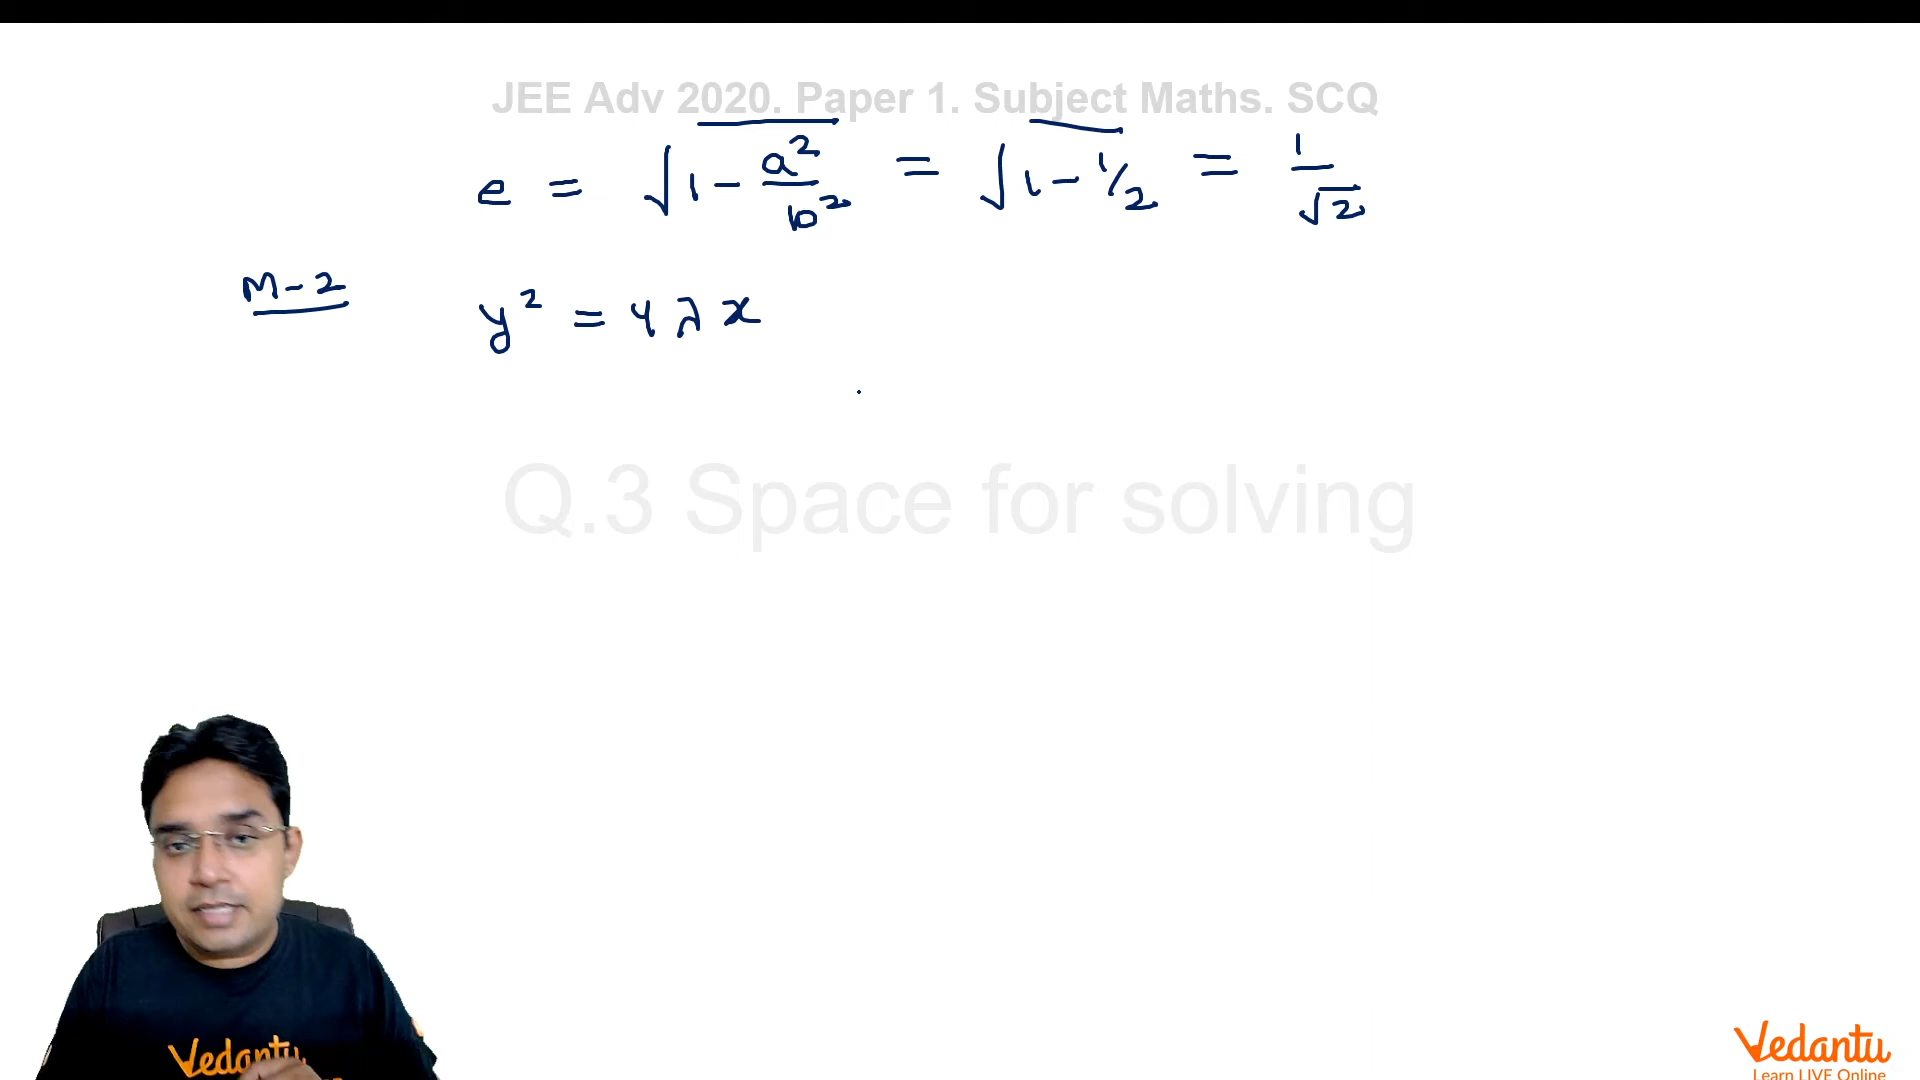 JEE Adv 2020. Paper 1. Subject Maths. SCQ
e = √1 - a²/b² = √1 - 1/2 = 1/√2
M-2 y² = 4λx
Q.3 Space for solving
Vedantu
Vedantu
Learn LIVE Online